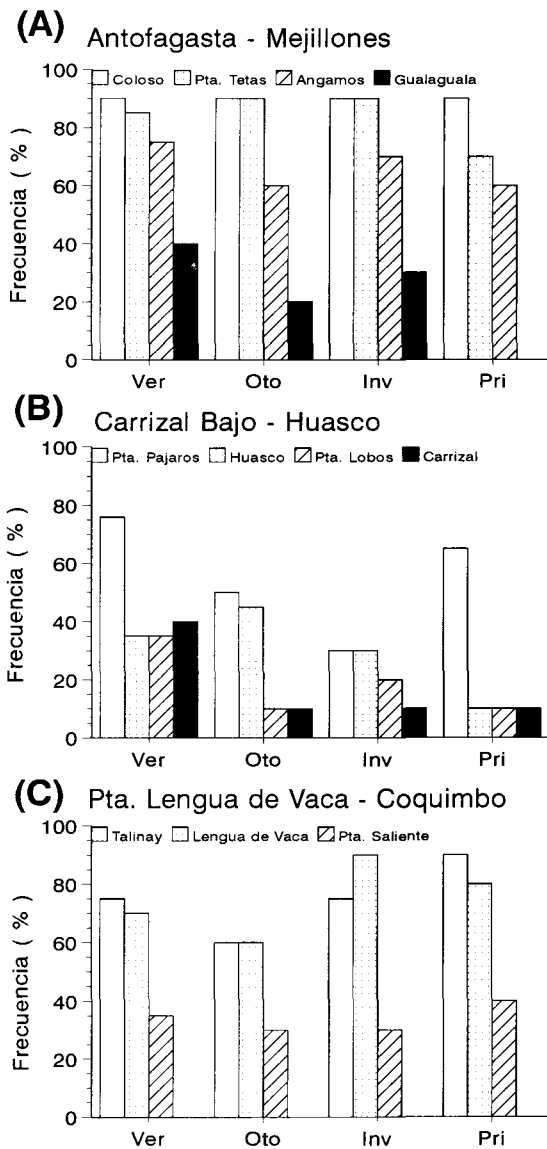 (A) Antofagasta - Mejillones
100
Coloso Pta. Tetas Angamos Gualaguala
80
60
40
20
0
Frecuencia ( % )
Ver Oto Inv Pri
(B) Carrizal Bajo - Huasco
100
Pta. Pajaros Huasco Pta. Lobos Carrizal
80
60
40
20
0
Frecuencia ( % )
Ver Oto Inv Pri
(C) Pta. Lengua de Vaca - Coquimbo
100
Talinay Lengua de Vaca Pta. Saliente
80
60
40
20
0
Frecuencia ( % )
Ver Oto Inv Pri